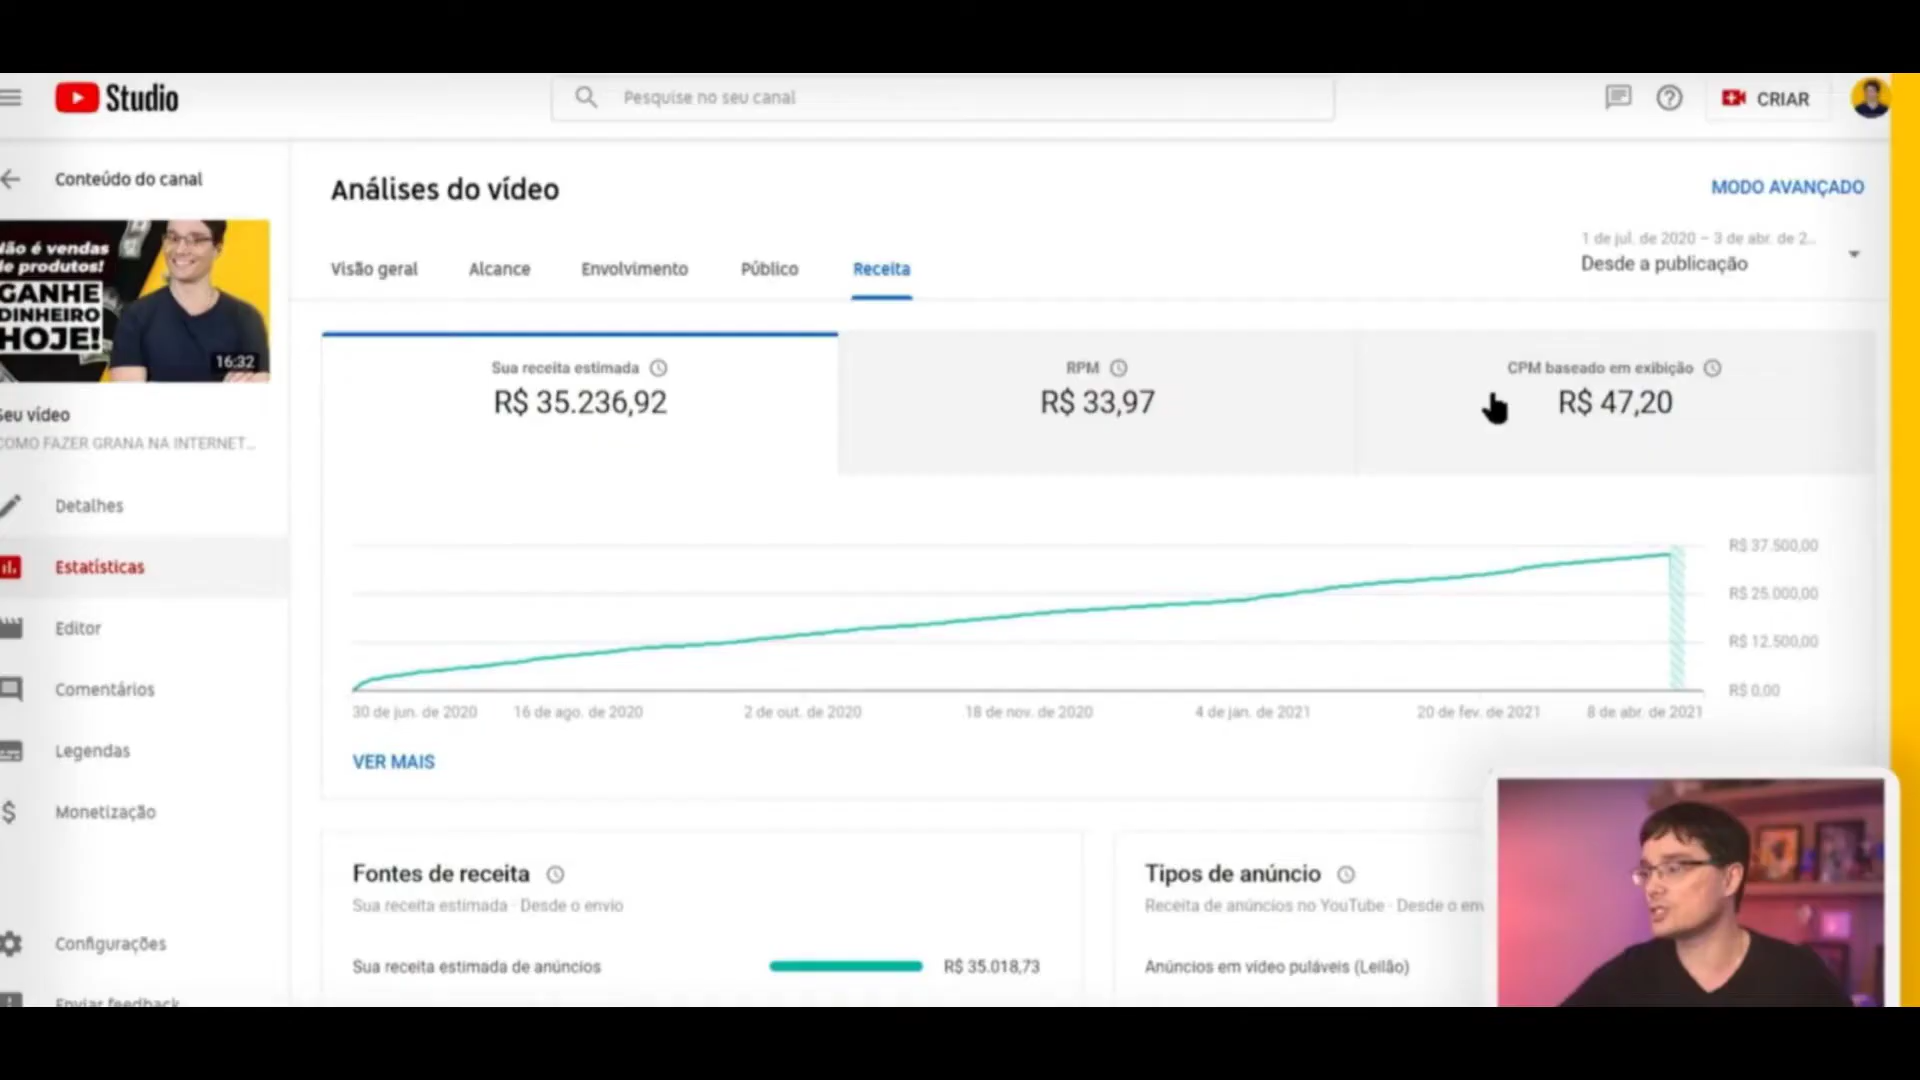 Studio
Pesquise no seu canal
CRIAR
Conteúdo do canal
Análises do vídeo
MODO AVANÇADO
1 de jul. de 2020 – 3 de abr. de 2...
Desde a publicação
Visão geral
Alcance
Envolvimento
Público
Receita
é vendas
produtos!
GANHE
DINHEIRO
HOJE!
16:32
Sua receita estimada
R$ 35.236,92
RPM
R$ 33,97
CPM baseado em exibição
R$ 47,20
vídeo
FAZER GRANA NA INTERNET...
Detalhes
Estatísticas
Editor
Comentários
Legendas
Monetização
Configurações
Enviar feedback
R$ 37.500,00
R$ 25.000,00
R$ 12.500,00
R$ 0,00
30 de jun. de 2020
16 de ago. de 2020
2 de out. de 2020
18 de nov. de 2020
4 de jan. de 2021
20 de fev. de 2021
8 de abr. de 2021
VER MAIS
Fontes de receita
Sua receita estimada · Desde o envio
Sua receita estimada de anúncios
R$ 35.018,73
Tipos de anúncio
Receita de anúncios no YouTube · Desde o
Anúncios em vídeo puláveis (Leilão)